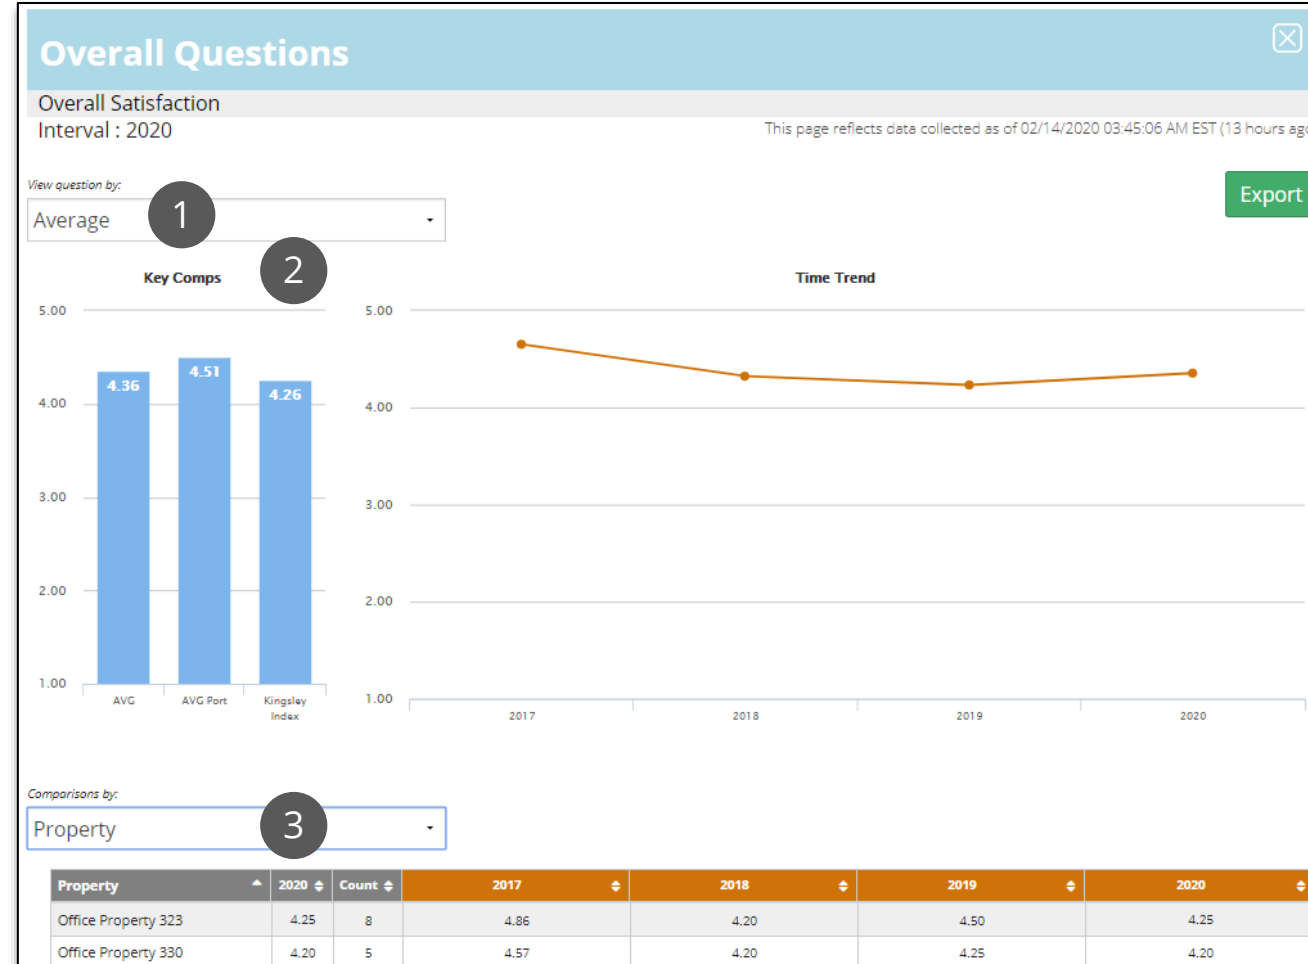 Overall Questions
Overall Satisfaction
Interval : 2020
This page reflects data collected as of 02/14/2020 03:45:06 AM EST (13 hours ago
View question by:
Average
1
Export
2
Key Comps
Time Trend
5.00
4.00
3.00
2.00
1.00
4.36
4.51
4.26
AVG
AVG Port
Kingsley
Index
5.00
4.00
3.00
2.00
1.00
2017
2018
2019
2020
Comparisons by:
Property
3
Property 2020 Count 2017 2018 2019 2020
Office Property 323 4.25 8 4.86 4.20 4.50 4.25
Office Property 330 4.20 5 4.57 4.20 4.25 4.20